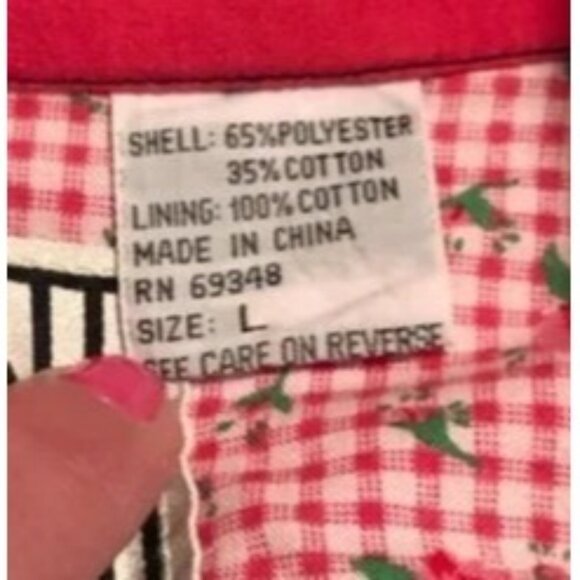 SHELL: 65%POLYESTER
35%COTTON
LINING: 100%COTTON
MADE IN CHINA
RN 69348
SIZE: L
SEE CARE ON REVERSE